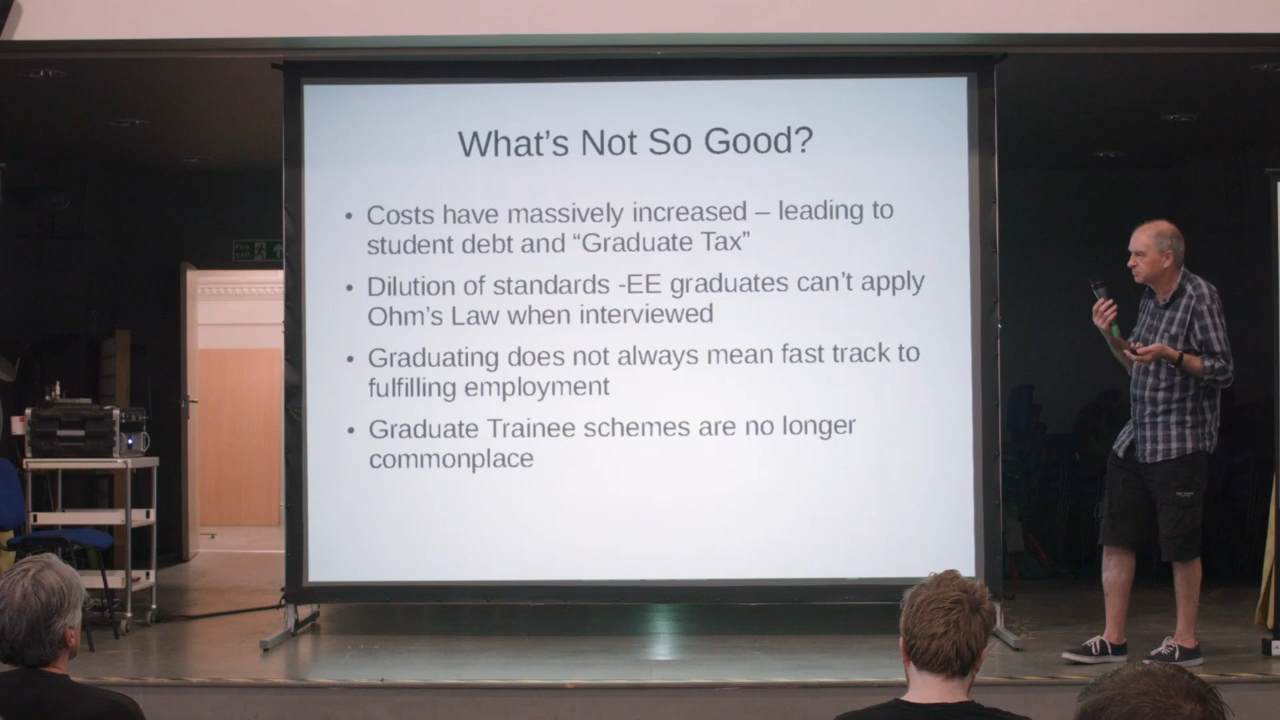 What’s Not So Good?
• Costs have massively increased – leading to
student debt and “Graduate Tax”
• Dilution of standards -EE graduates can’t apply
Ohm’s Law when interviewed
• Graduating does not always mean fast track to
fulfilling employment
• Graduate Trainee schemes are no longer
commonplace